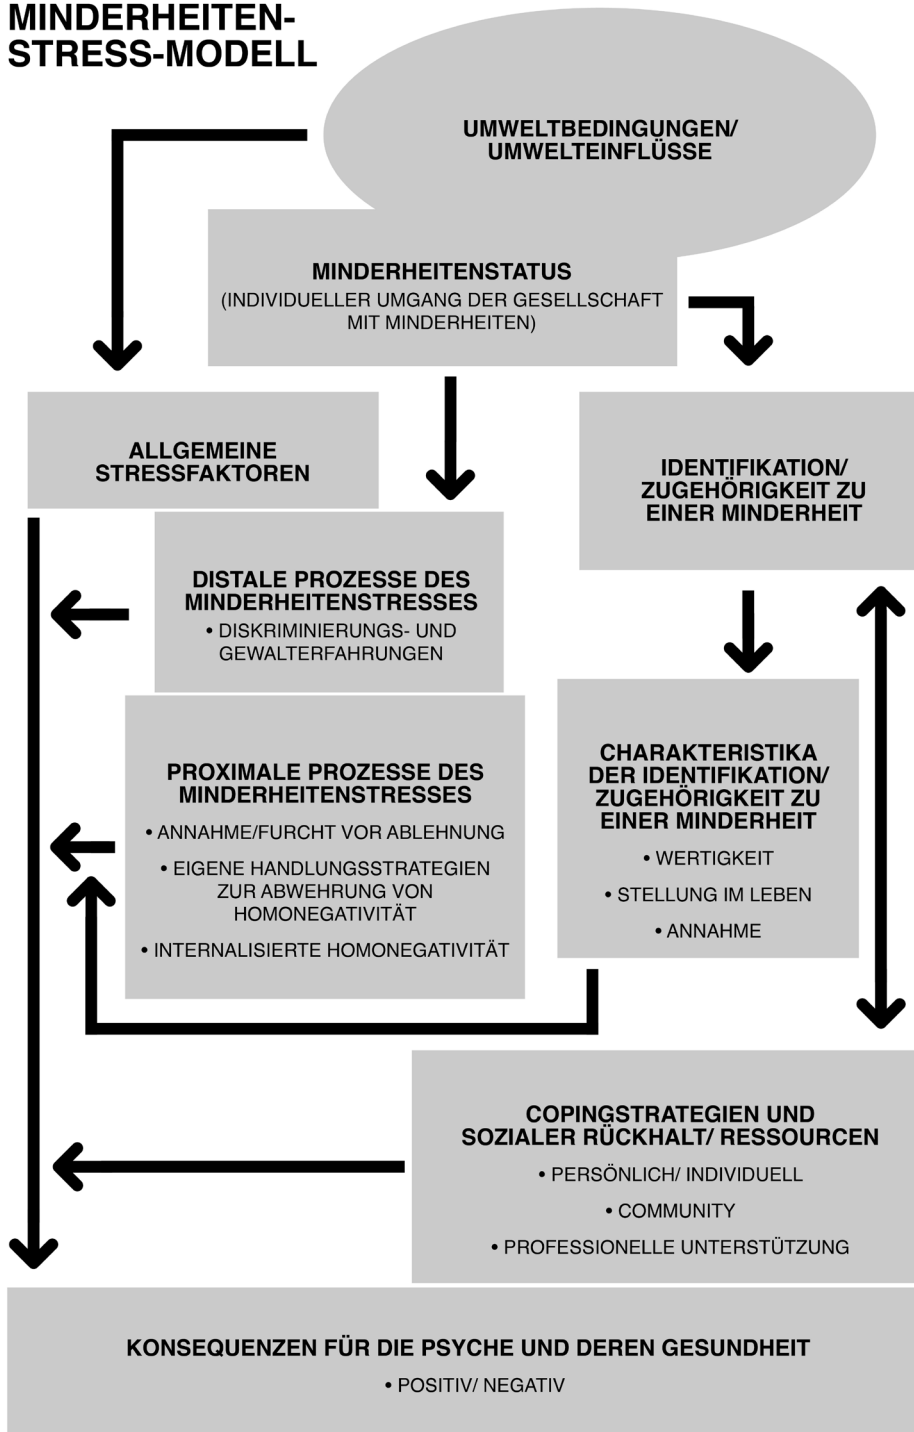 MINDERHEITEN-
STRESS-MODELL
UMWELTBEDINGUNGEN/
UMWELTEINFLÜSSE
MINDERHEITENSTATUS
(INDIVIDUELLER UMGANG DER GESELLSCHAFT
MIT MINDERHEITEN)
ALLGEMEINE
STRESSFAKTOREN
IDENTIFIKATION/
ZUGEHÖRIGKEIT ZU
EINER MINDERHEIT
DISTALE PROZESSE DES
MINDERHEITENSTRESSES
• DISKRIMINIERUNGS- UND
GEWALTERFAHRUNGEN
PROXIMALE PROZESSE DES
MINDERHEITENSTRESSES
• ANNAHME/FURCHT VOR ABLEHNUNG
• EIGENE HANDLUNGSSTRATEGIEN
ZUR ABWEHRUNG VON
HOMONEGATIVITÄT
• INTERNALISIERTE HOMONEGATIVITÄT
CHARAKTERISTIKA
DER IDENTIFIKATION/
ZUGEHÖRIGKEIT ZU
EINER MINDERHEIT
• WERTIGKEIT
• STELLUNG IM LEBEN
• ANNAHME
COPINGSTRATEGIEN UND
SOZIALER RÜCKHALT/ RESSOURCEN
• PERSÖNLICH/ INDIVIDUELL
• COMMUNITY
• PROFESSIONELLE UNTERSTÜTZUNG
KONSEQUENZEN FÜR DIE PSYCHE UND DEREN GESUNDHEIT
• POSITIV/ NEGATIV